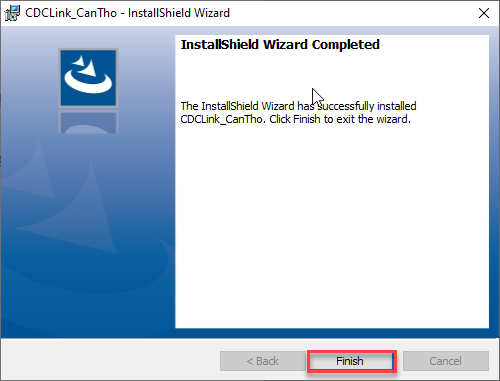 CDCLink_CanTho - InstallShield Wizard
InstallShield Wizard Completed
The InstallShield Wizard has successfully installed
CDCLink_CanTho. Click Finish to exit the wizard.
< Back
Finish
Cancel